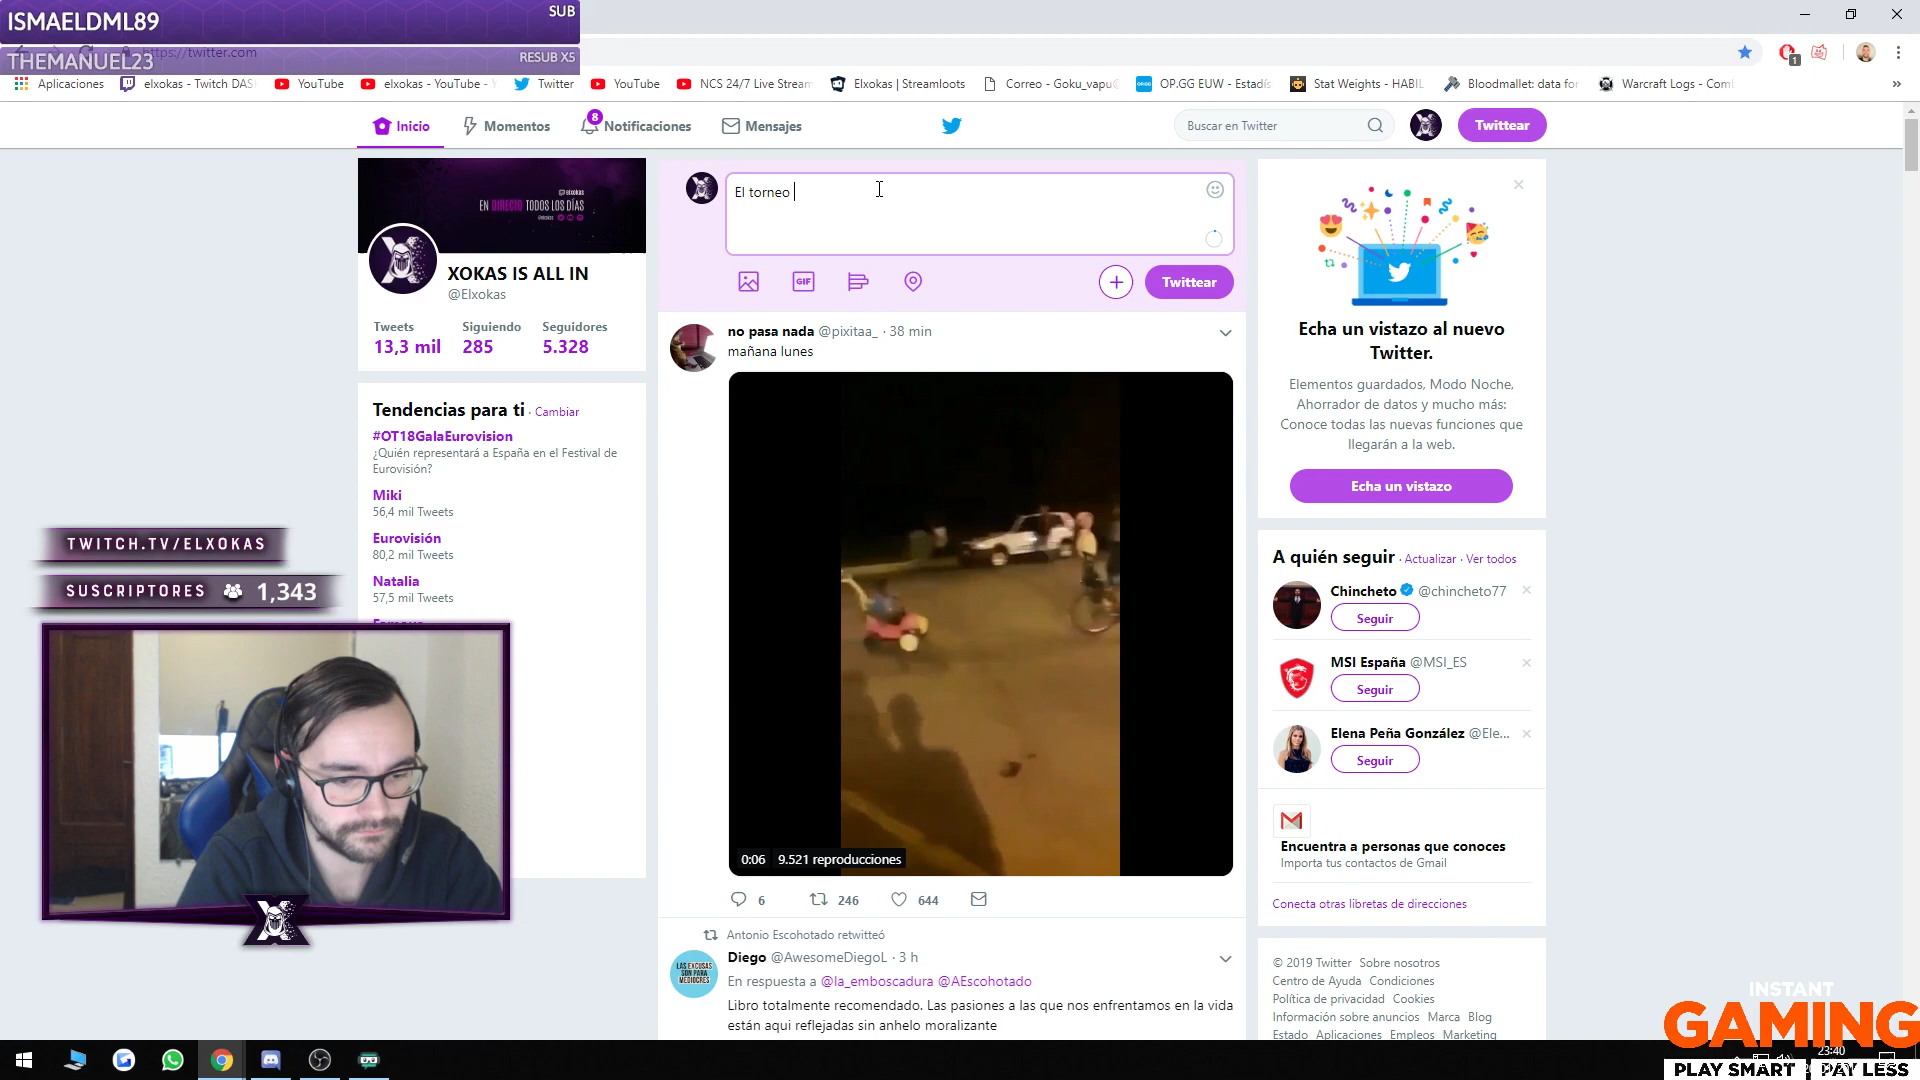 ISMAELDML89
SUB
THEMANUEL23
https://twitter.com
RESUB X5
1
Aplicaciones
elxokas - Twitch DAS
YouTube
elxokas - YouTube -
Twitter
YouTube
NCS 24/7 Live Stream
Elxokas | Streamloots
Correo - Goku_vapu
OP.GG EUW - Estadís
Stat Weights - HABIL
Bloodmallet: data for
Warcraft Logs - Com
»
Inicio
Momentos
8
Notificaciones
Mensajes
Buscar en Twitter
Twittear
elxokas
EN DIRECTO TODOS LOS DÍAS
XOKAS IS ALL IN
@Elxokas
Tweets
Siguiendo
Seguidores
13,3 mil
285
5.328
Tendencias para ti · Cambiar
#OT18GalaEurovision
¿Quién representará a España en el Festival de
Eurovisión?
Miki
56,4 mil Tweets
Eurovisión
80,2 mil Tweets
Natalia
57,5 mil Tweets
TWITCH.TV/ELXOKAS
SUSCRIPTORES 1,343
El torneo
GIF
Twittear
no pasa nada @pixitaa_ · 38 min
mañana lunes
0:06 9.521 reproducciones
6
246
644
Antonio Escohotado retwitteó
LAS EXCUSAS
SON PARA
MEDIOCRES
Diego @AwesomeDiegoL · 3 h
En respuesta a @la_emboscadura @AEscohotado
Libro totalmente recomendado. Las pasiones a las que nos enfrentamos en la vida
están aqui reflejadas sin anhelo moralizante
Echa un vistazo al nuevo
Twitter.
Elementos guardados, Modo Noche,
Ahorrador de datos y mucho más:
Conoce todas las nuevas funciones que
llegarán a la web.
Echa un vistazo
A quién seguir · Actualizar · Ver todos
Chincheto @chincheto77
Seguir
MSI España @MSI_ES
Seguir
Elena Peña González @Ele...
Seguir
Encuentra a personas que conoces
Importa tus contactos de Gmail
Conecta otras libretas de direcciones
© 2019 Twitter Sobre nosotros
Centro de Ayuda Condiciones
Política de privacidad Cookies
Información sobre anuncios Marca Blog
Estado Aplicaciones Empleos Marketing
INSTANT
GAMING
23:40
PLAY SMART PAY LESS